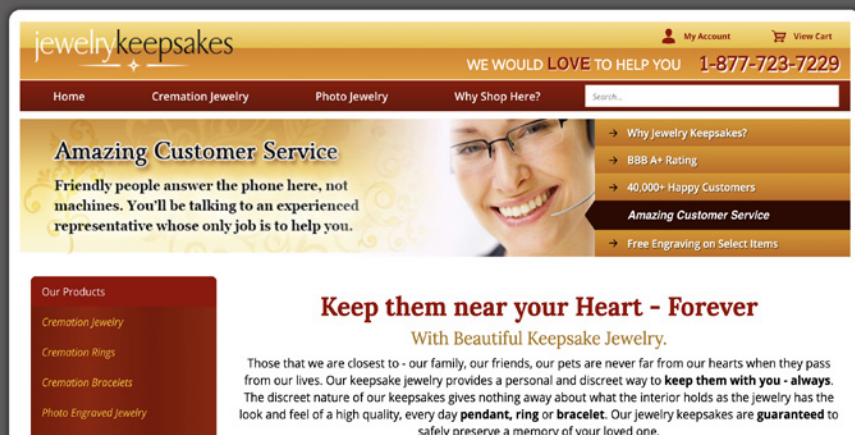 jewelrykeepsakes
My Account
View Cart
WE WOULD LOVE TO HELP YOU 1-877-723-7229
Home
Cremation Jewelry
Photo Jewelry
Why Shop Here?
Search...
Amazing Customer Service
Friendly people answer the phone here, not
machines. You'll be talking to an experienced
representative whose only job is to help you.
→ Why Jewelry Keepsakes?
→ BBB A+ Rating
→ 40,000+ Happy Customers
Amazing Customer Service
→ Free Engraving on Select Items
Our Products
Cremation Jewelry
Cremation Rings
Cremation Bracelets
Photo Engraved Jewelry
Keep them near your Heart - Forever
With Beautiful Keepsake Jewelry.
Those that we are closest to - our family, our friends, our pets are never far from our hearts when they pass
from our lives. Our keepsake jewelry provides a personal and discreet way to keep them with you - always.
The discreet nature of our keepsakes gives nothing away about what the interior holds as the jewelry has the
look and feel of a high quality, every day pendant, ring or bracelet. Our jewelry keepsakes are guaranteed to
safely preserve a memory of your loved one.